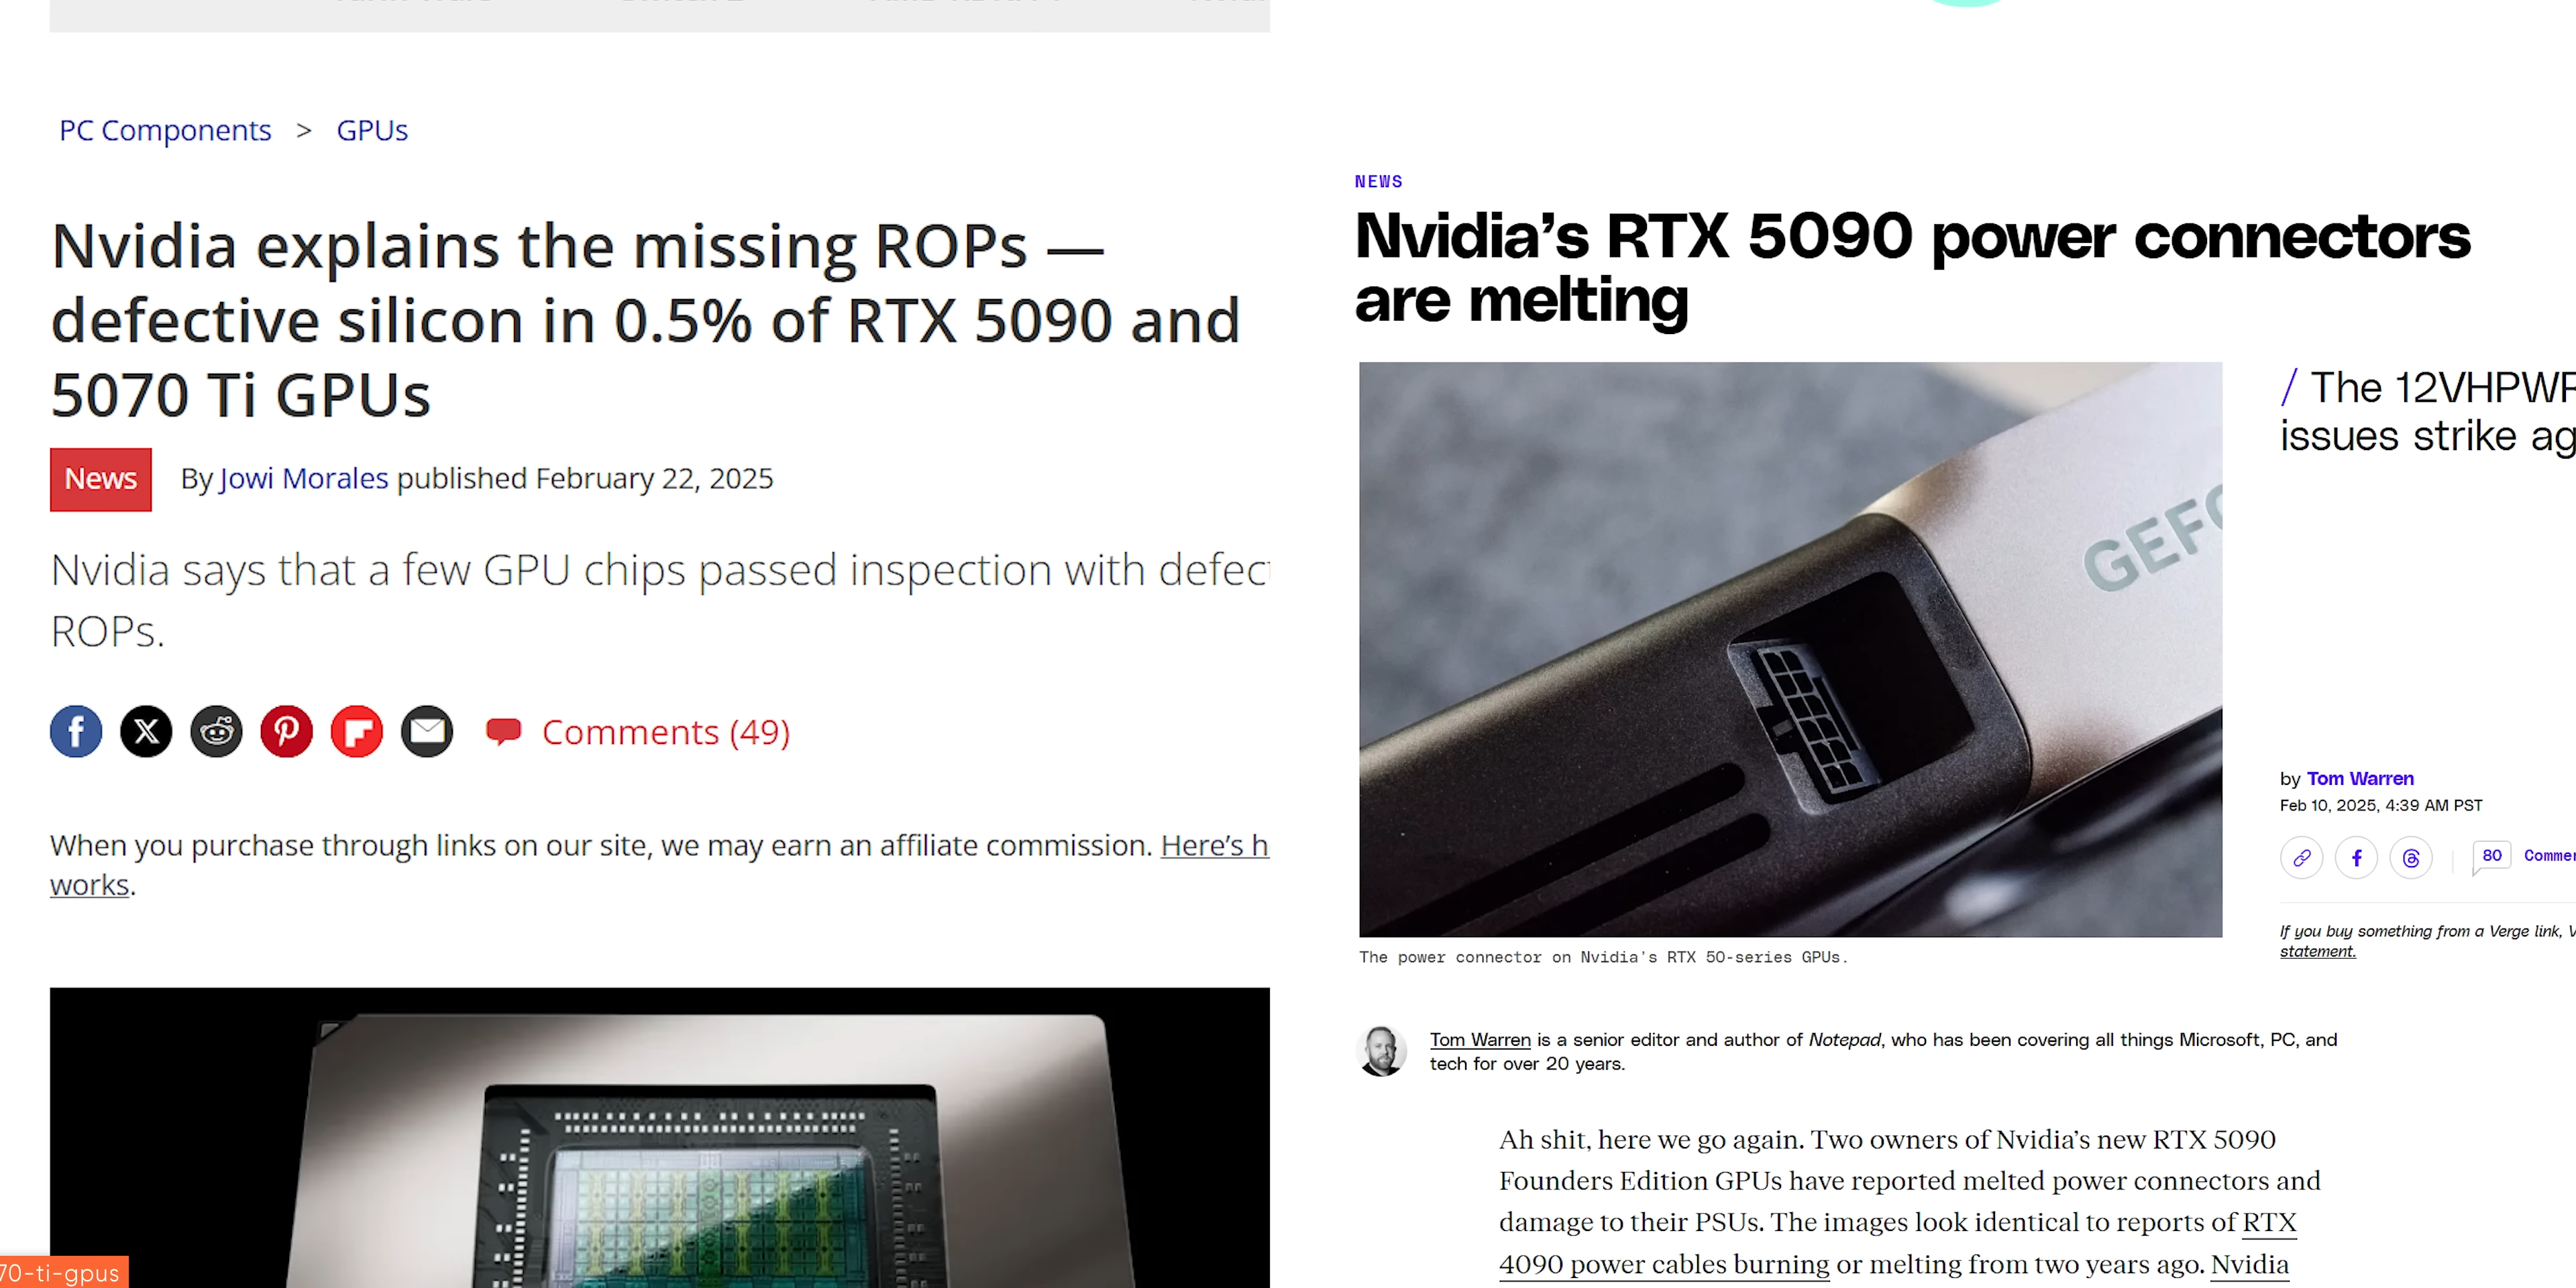 PC Components > GPUs
Nvidia explains the missing ROPs —
defective silicon in 0.5% of RTX 5090 and
5070 Ti GPUs
News By Jowi Morales published February 22, 2025
Nvidia says that a few GPU chips passed inspection with defect
ROPs.
Comments (49)
When you purchase through links on our site, we may earn an affiliate commission. Here’s h
works.
70-ti-gpus
NEWS
Nvidia’s RTX 5090 power connectors
are melting
/ The 12VHPWR
issues strike ag
GEFO
by Tom Warren
Feb 10, 2025, 4:39 AM PST
80 Commen
If you buy something from a Verge link, V
statement.
The power connector on Nvidia's RTX 50-series GPUs.
Tom Warren is a senior editor and author of Notepad, who has been covering all things Microsoft, PC, and
tech for over 20 years.
Ah shit, here we go again. Two owners of Nvidia’s new RTX 5090
Founders Edition GPUs have reported melted power connectors and
damage to their PSUs. The images look identical to reports of RTX
4090 power cables burning or melting from two years ago. Nvidia